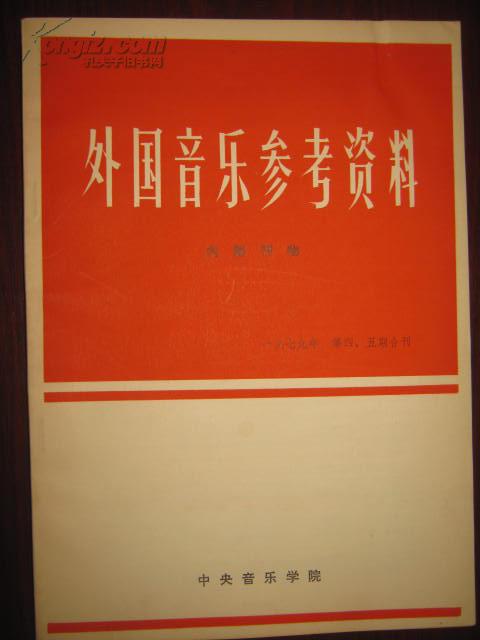 Kongfz.com
孔夫子旧书网
外国音乐参考资料
内部刊物
一九七九年 第四、五期合刊
中央音乐学院